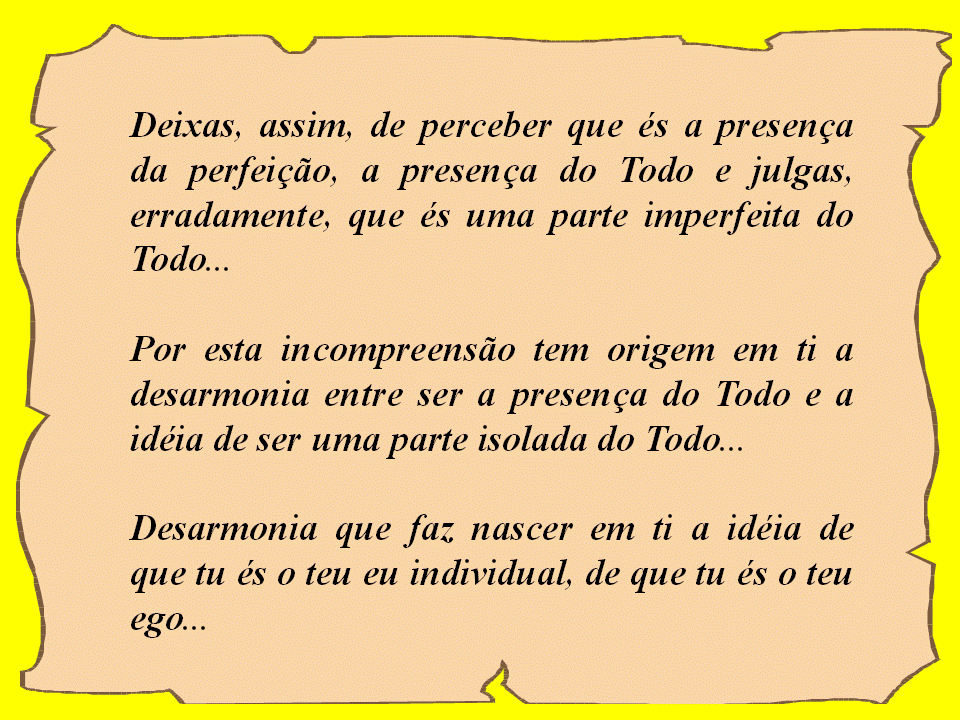 Deixas, assim, de perceber que és a presença
da perfeição, a presença do Todo e julgas,
erradamente, que és uma parte imperfeita do
Todo...
Por esta incompreensão tem origem em ti a
desarmonia entre ser a presença do Todo e a
idéia de ser uma parte isolada do Todo...
Desarmonia que faz nascer em ti a idéia de
que tu és o teu eu individual, de que tu és o teu
ego...